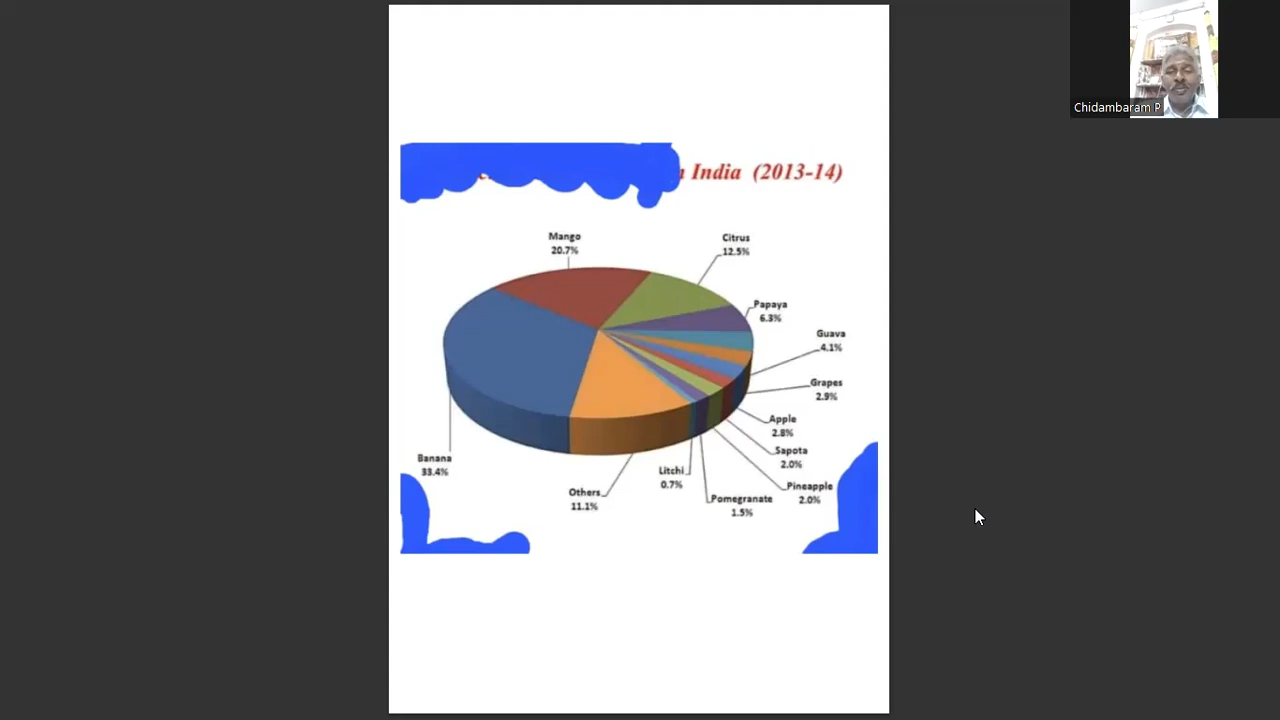 Chidambaram P
India (2013-14)
Mango
20.7%
Citrus
12.5%
Papaya
6.3%
Guava
4.1%
Grapes
2.9%
Apple
2.8%
Sapota
2.0%
Pineapple
2.0%
Pomegranate
1.5%
Litchi
0.7%
Others
11.1%
Banana
33.4%